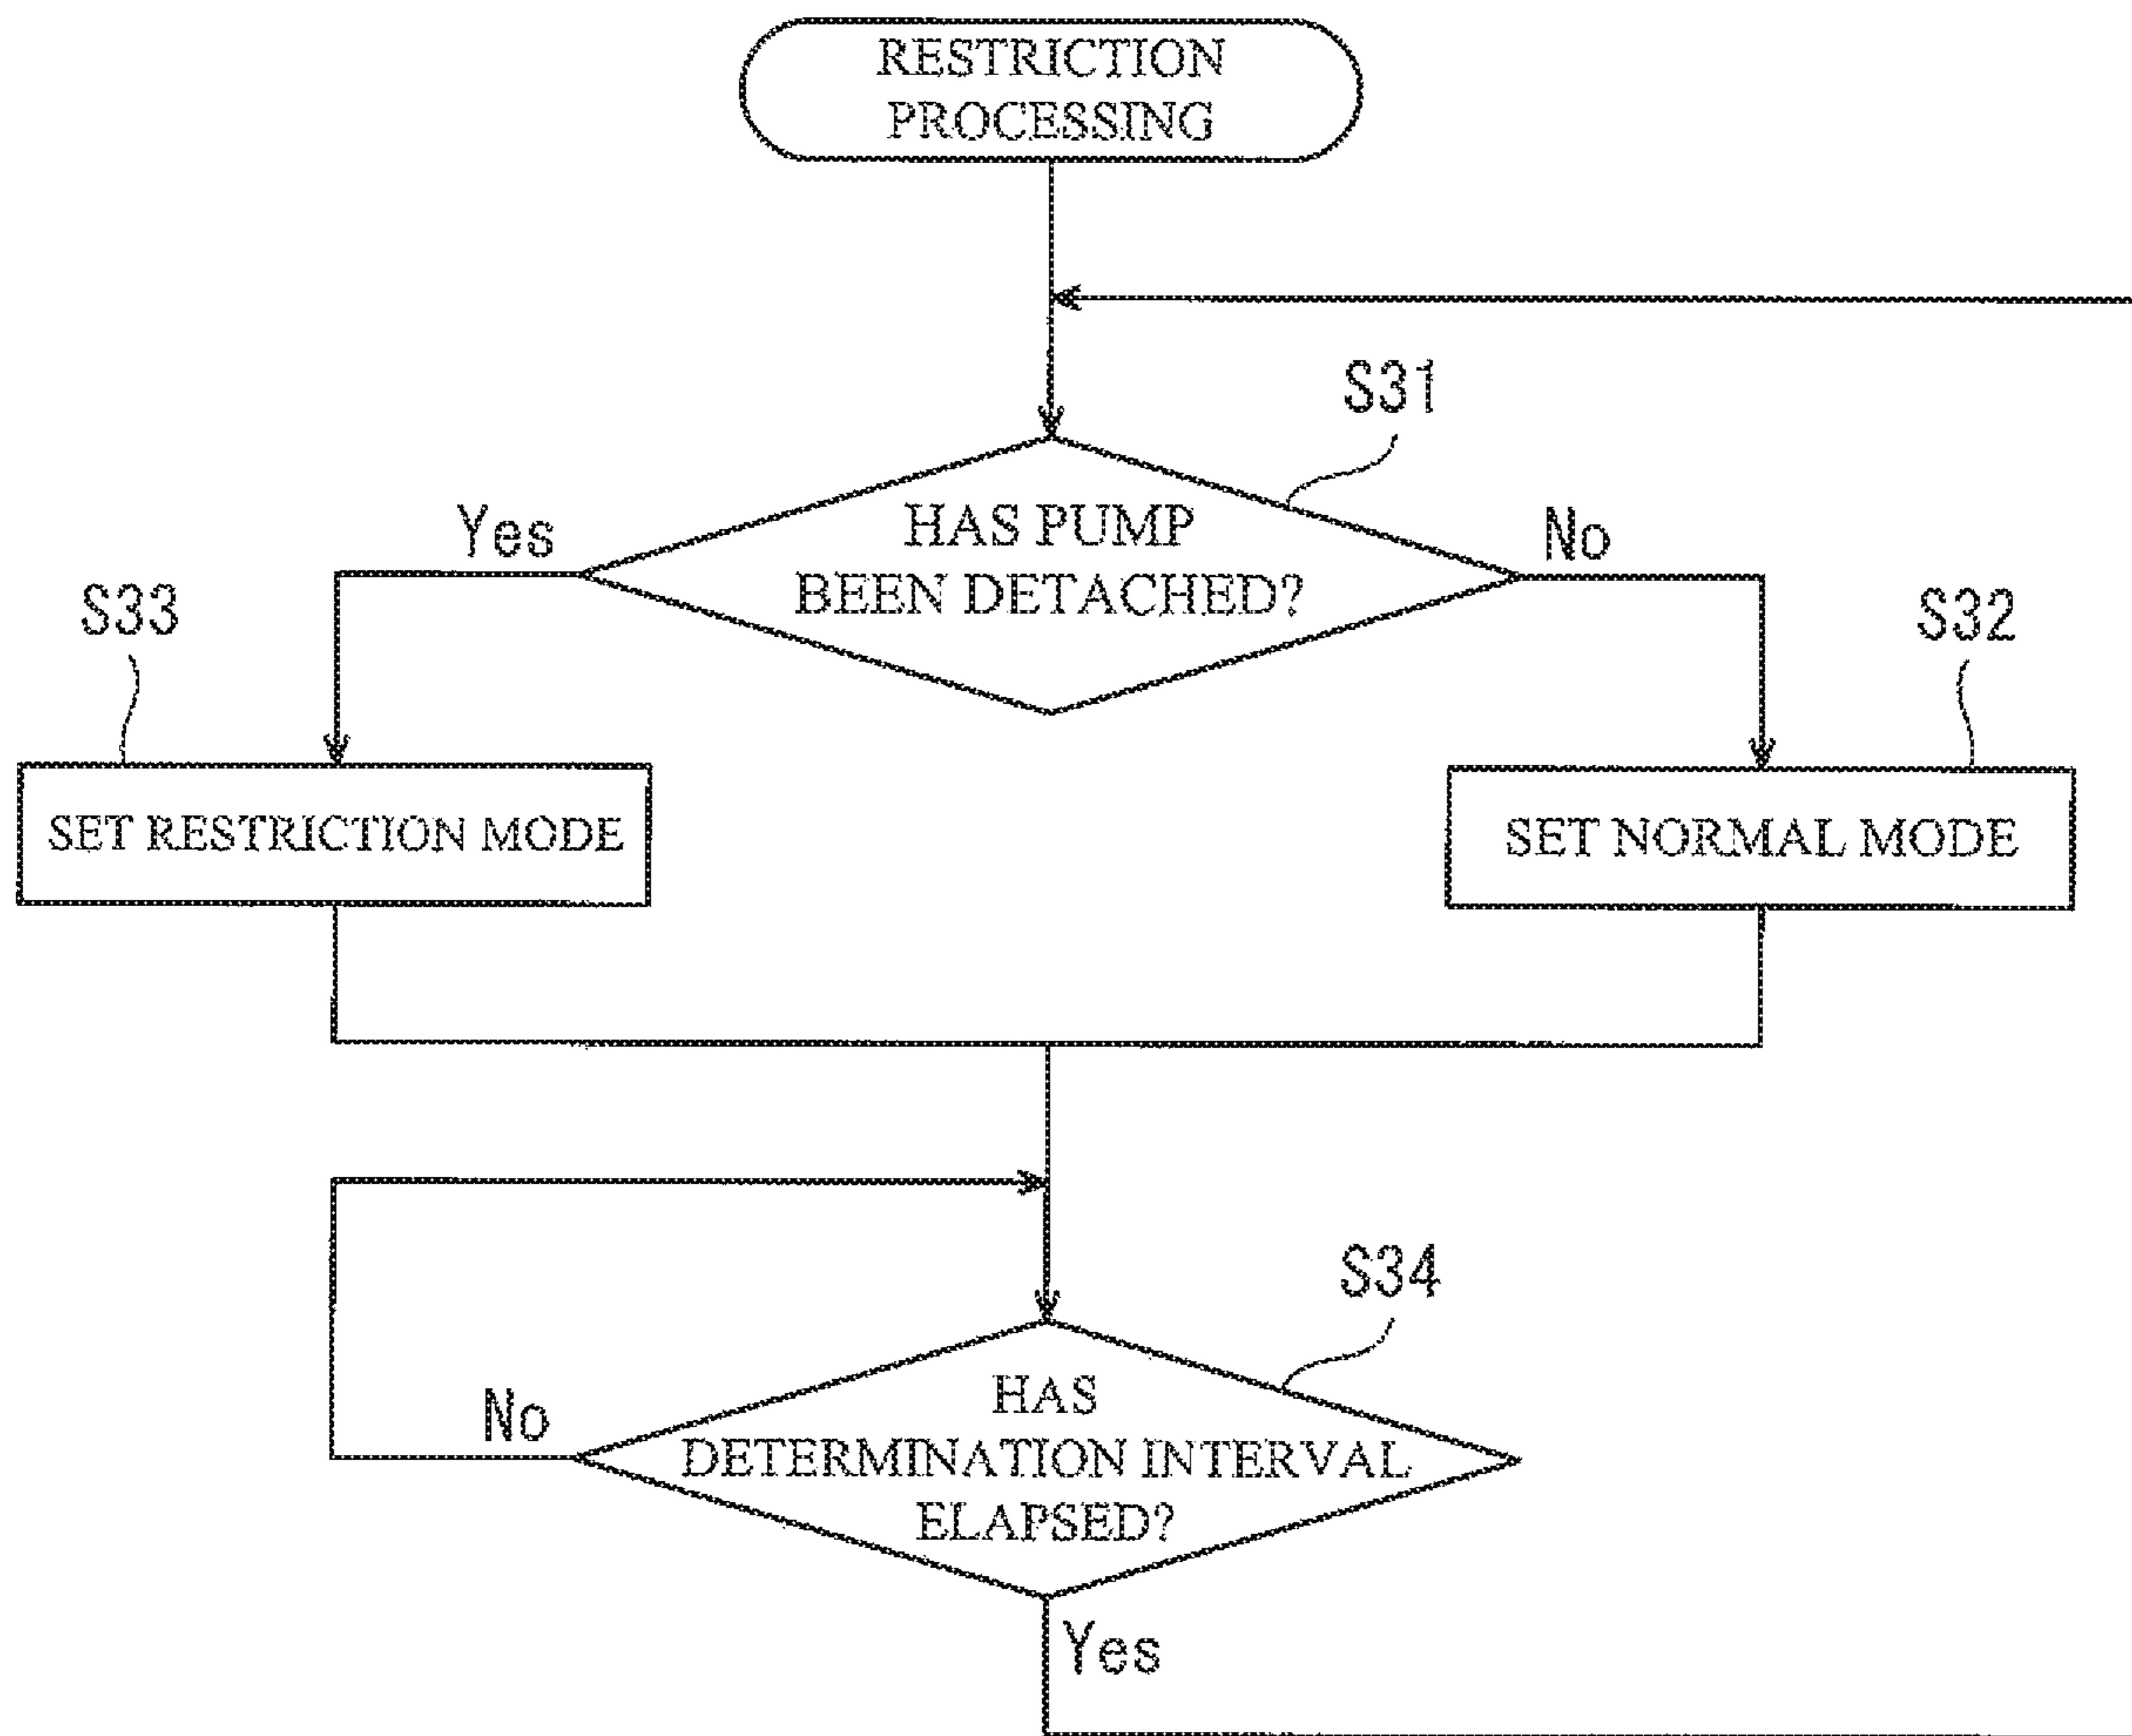 RESTRICTION
PROCESSING
S31
HAS PUMP
BEEN DETACHED?
Yes
No
S33
S32
SET RESTRICTION MODE
SET NORMAL MODE
S34
HAS
DETERMINATION INTERVAL
ELAPSED?
No
Yes